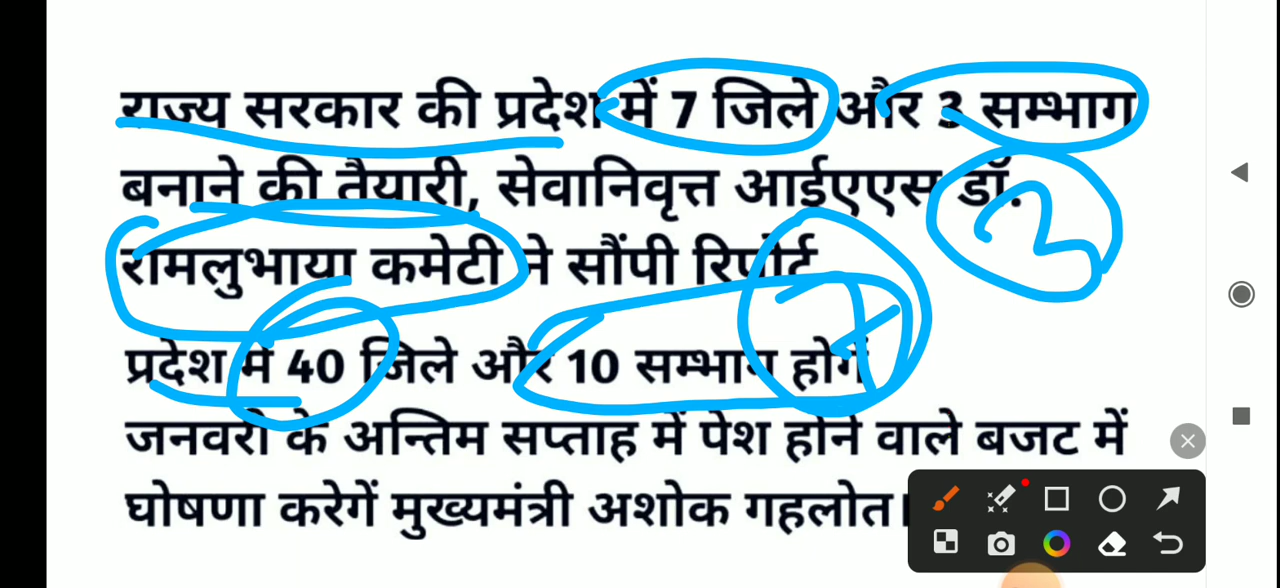 राज्य सरकार की प्रदेश में 7 जिले और 3 सम्भाग
बनाने की तैयारी, सेवानिवृत्त आईएएस डॉ.
रामलुभाया कमेटी ने सौंपी रिपोर्ट
प्रदेश में 40 जिले और 10 सम्भाग होगें
जनवरी के अन्तिम सप्ताह में पेश होने वाले बजट में
घोषणा करेगें मुख्यमंत्री अशोक गहलोत।